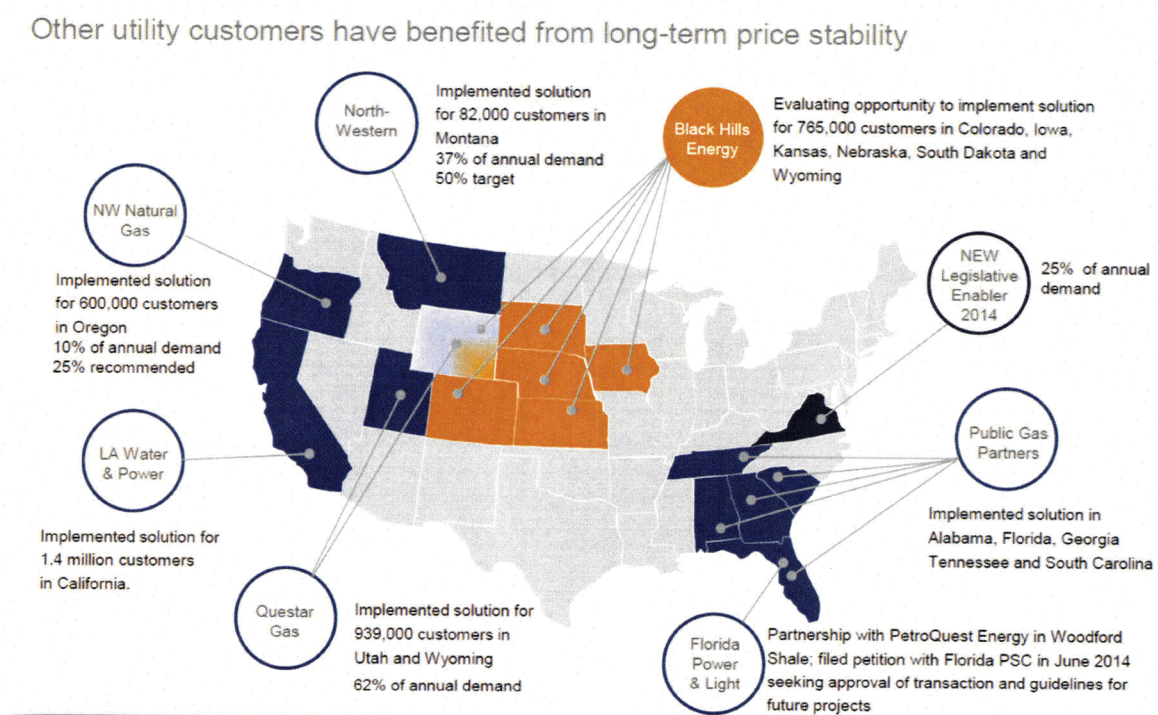 Other utility customers have benefited from long-term price stability
North-
Western
Implemented solution
for 82,000 customers in
Montana
37% of annual demand
50% target
Black Hills
Energy
Evaluating opportunity to implement solution
for 765,000 customers in Colorado, Iowa,
Kansas, Nebraska, South Dakota and
Wyoming
NW Natural
Gas
Implemented solution
for 600,000 customers
in Oregon
10% of annual demand
25% recommended
NEW
Legislative
Enabler
2014
25% of annual
demand
LA Water
& Power
Implemented solution for
1.4 million customers
in California.
Public Gas
Partners
Implemented solution in
Alabama, Florida, Georgia
Tennessee and South Carolina
Questar
Gas
Implemented solution for
939,000 customers in
Utah and Wyoming
62% of annual demand
Florida
Power
& Light
Partnership with PetroQuest Energy in Woodford
Shale; filed petition with Florida PSC in June 2014
seeking approval of transaction and guidelines for
future projects